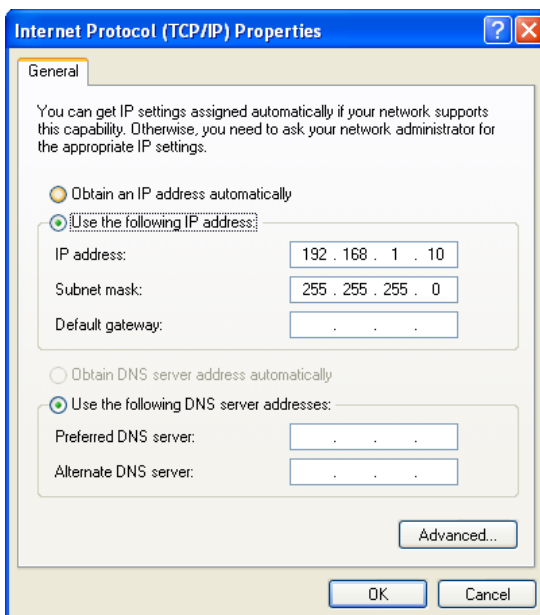 Internet Protocol (TCP/IP) Properties
General
You can get IP settings assigned automatically if your network supports
this capability. Otherwise, you need to ask your network administrator for
the appropriate IP settings.
Obtain an IP address automatically
Use the following IP address:
IP address: 192 . 168 . 1 . 10
Subnet mask: 255 . 255 . 255 . 0
Default gateway: . . .
Obtain DNS server address automatically
Use the following DNS server addresses:
Preferred DNS server: . . .
Alternate DNS server: . . .
Advanced...
OK Cancel